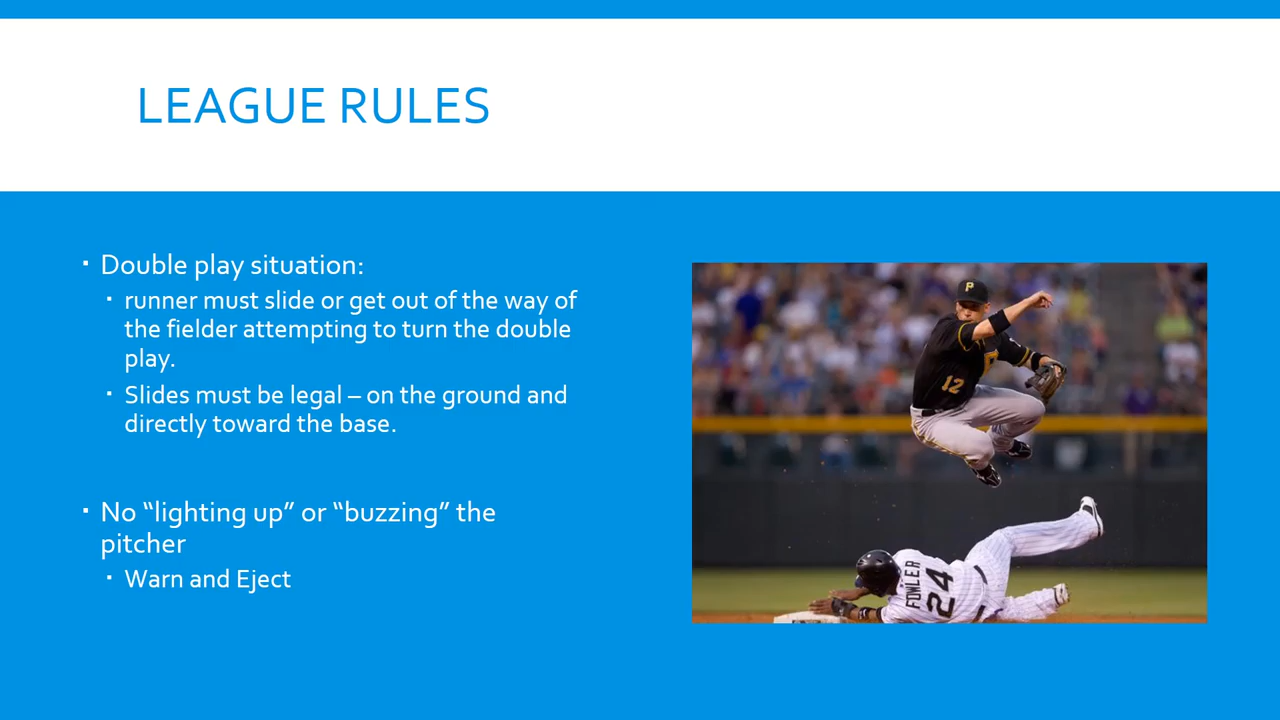 LEAGUE RULES
▪ Double play situation:
▪ runner must slide or get out of the way of
the fielder attempting to turn the double
play.
▪ Slides must be legal – on the ground and
directly toward the base.
▪ No “lighting up” or “buzzing” the
pitcher
▪ Warn and Eject
P
12
FOWLER
24